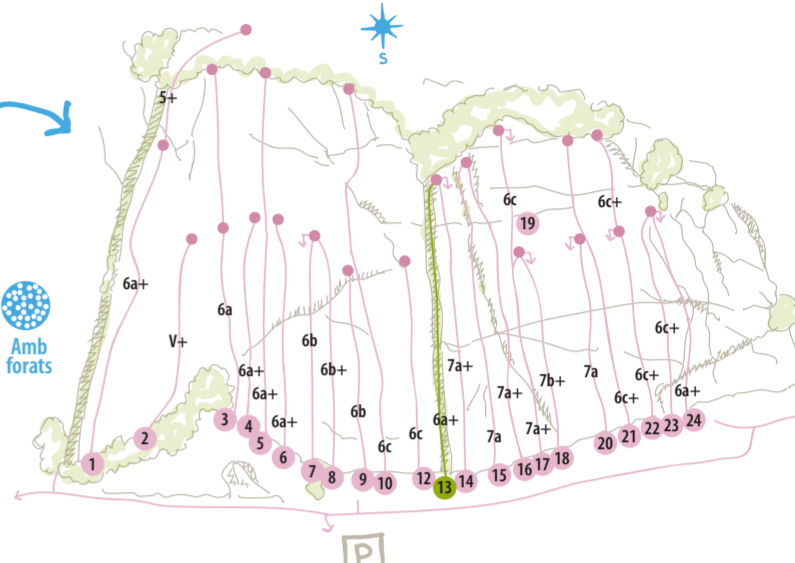 S
5+
6c
6c+
19
6a+
Amb
forats
V+
6a
6b
6c+
6a+
6b+
7a+
7a
6c+
7b+
6a+
7a+
6a+
6b
6c+
6a+
6a+
6c
7a
7a+
6c
1
2
3
4
5
6
7
8
9
10
12
13
14
15
16
17
18
20
21
22
23
24
P